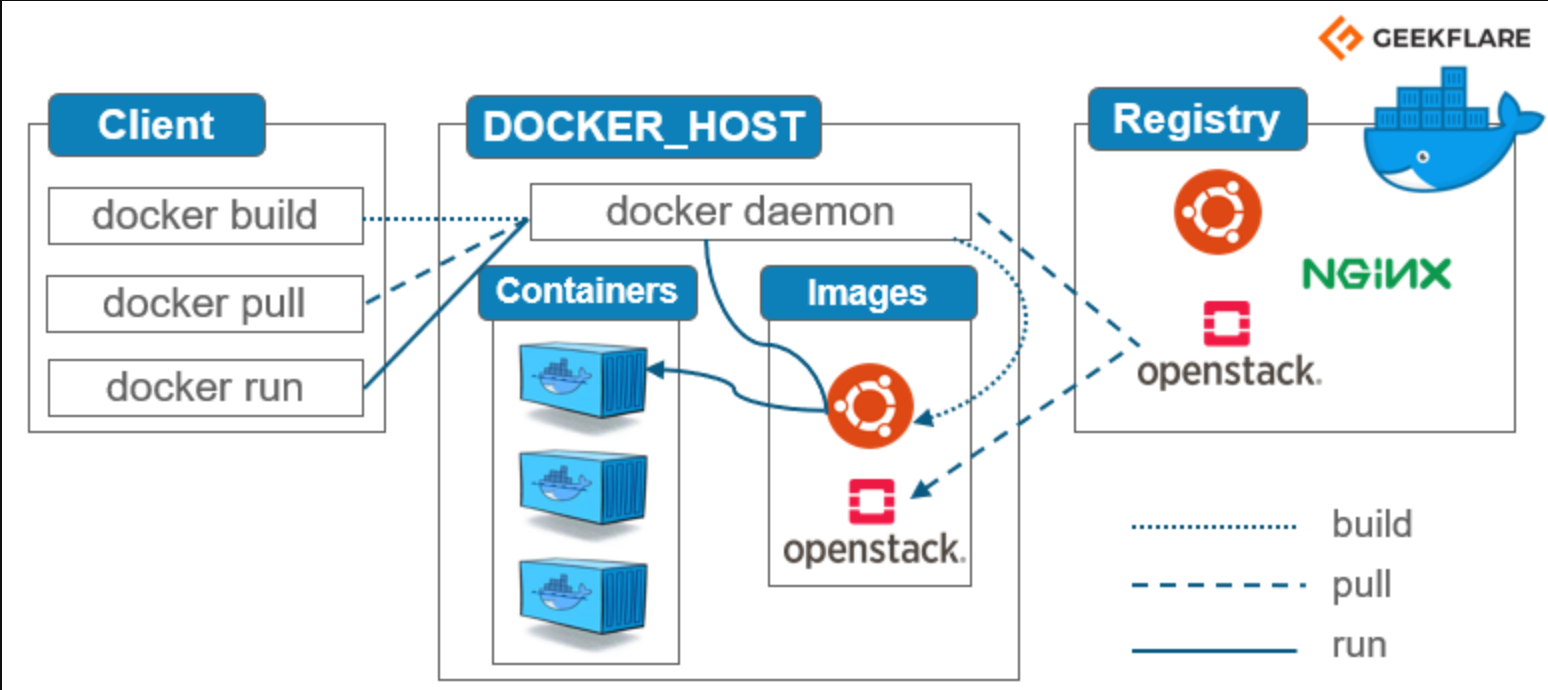 GEEKFLARE
Client
docker build
docker pull
docker run
DOCKER_HOST
docker daemon
Containers
Images
openstack.
Registry
NGINX
openstack.
build
pull
run